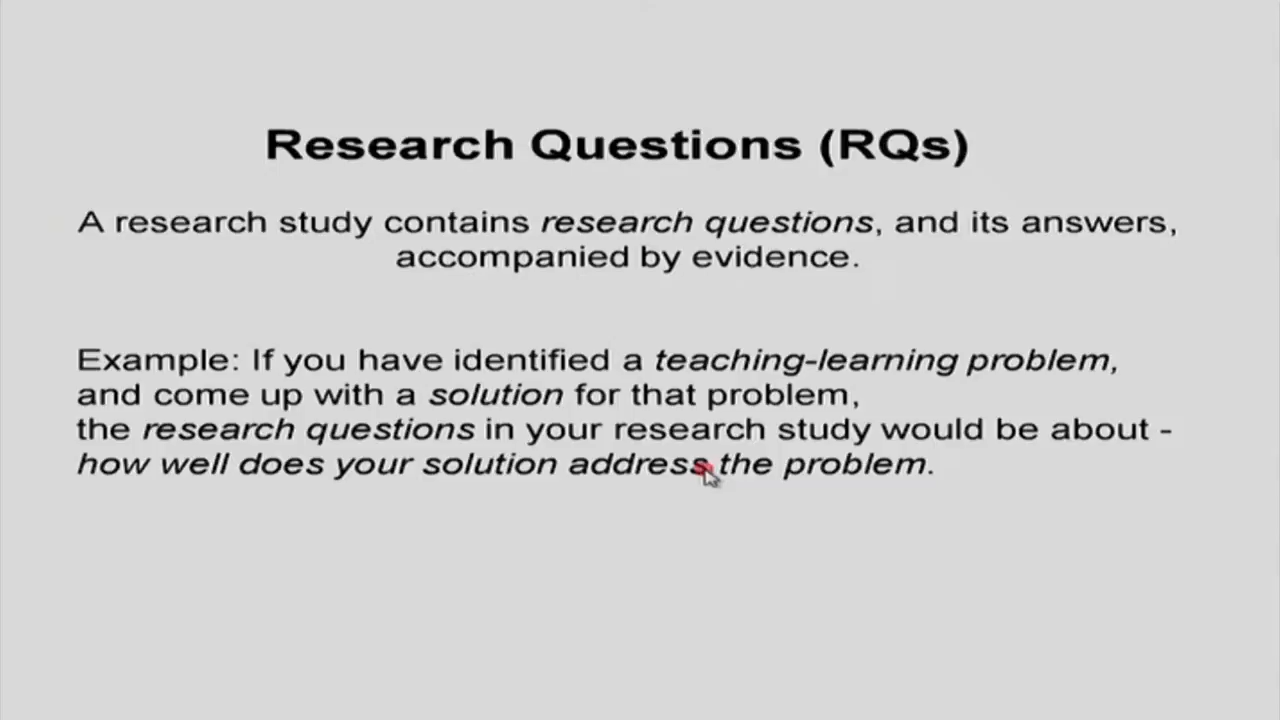 Research Questions (RQs)
A research study contains research questions, and its answers,
accompanied by evidence.
Example: If you have identified a teaching-learning problem,
and come up with a solution for that problem,
the research questions in your research study would be about -
how well does your solution address the problem.